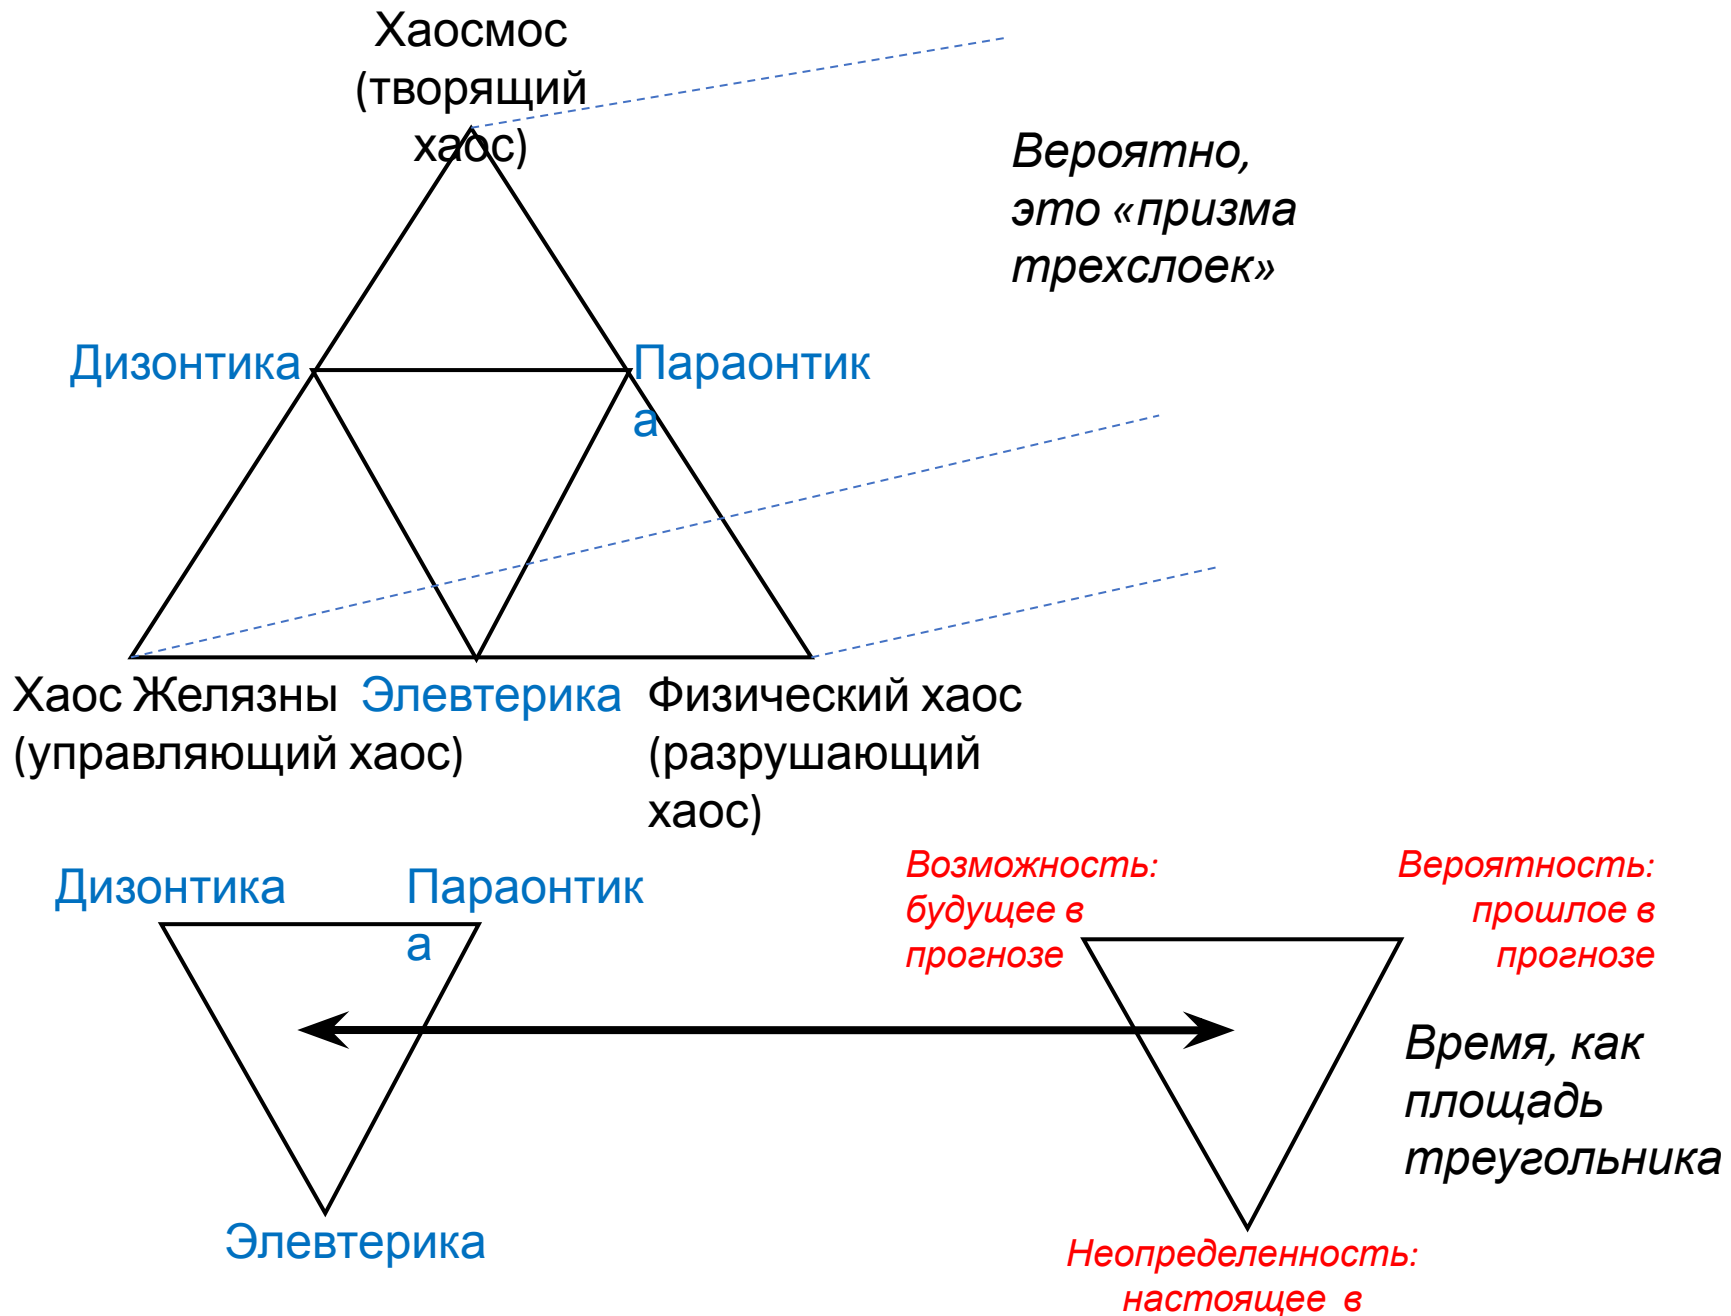 Хаосмос
(творящий
хаос)
Вероятно,
это «призма
трехслоек»
Дизонтика
Параонтик
а
Хаос Желязны
(управляющий хаос)
Элевтерика
Физический хаос
(разрушающий
хаос)
Дизонтика
Параонтик
а
Элевтерика
Возможность:
будущее в
прогнозе
Вероятность:
прошлое в
прогнозе
Время, как
площадь
треугольника
Неопределенность:
настоящее в